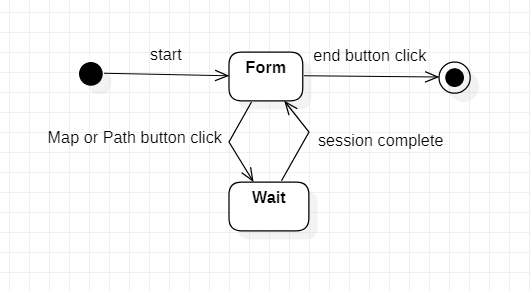 start
end button click
Form
Map or Path button click
session complete
Wait